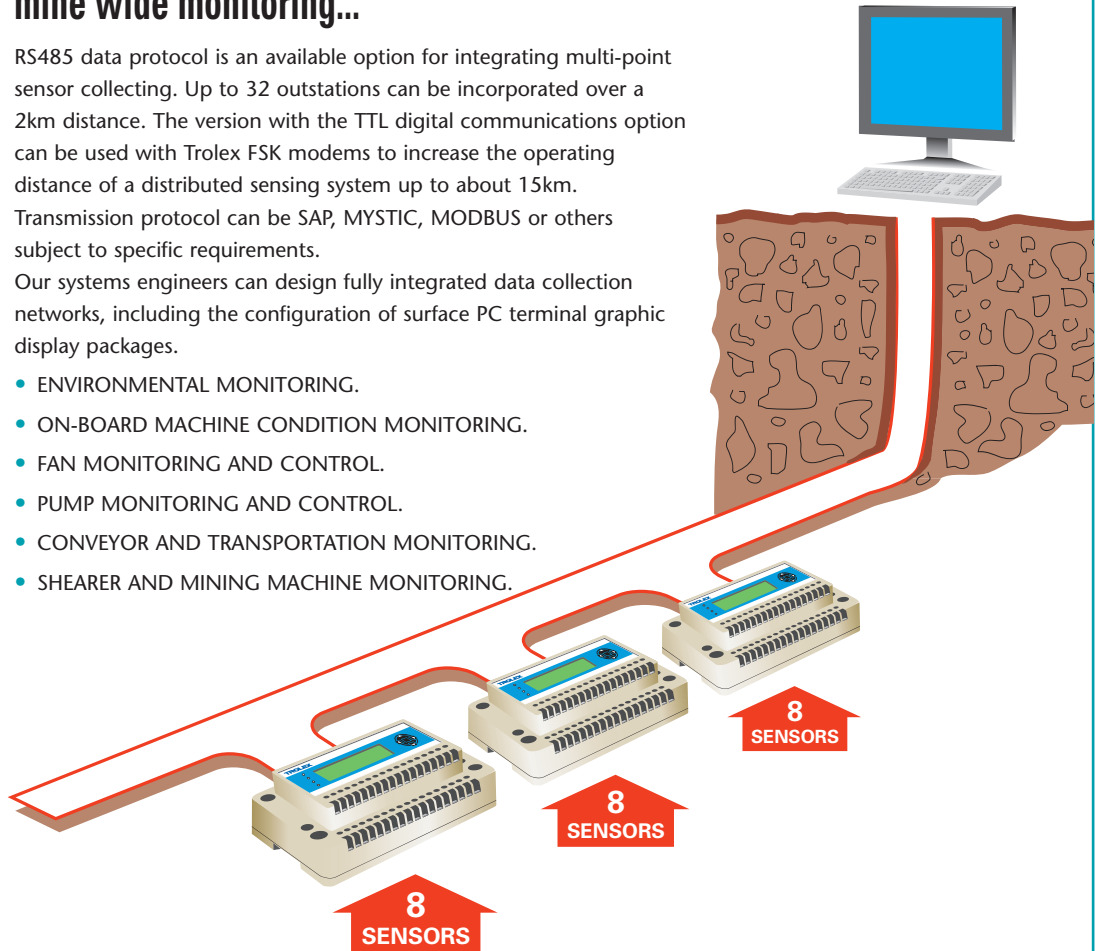 mine wide monitoring...
RS485 data protocol is an available option for integrating multi-point
sensor collecting. Up to 32 outstations can be incorporated over a
2km distance. The version with the TTL digital communications option
can be used with Trolex FSK modems to increase the operating
distance of a distributed sensing system up to about 15km.
Transmission protocol can be SAP, MYSTIC, MODBUS or others
subject to specific requirements.
Our systems engineers can design fully integrated data collection
networks, including the configuration of surface PC terminal graphic
display packages.
• ENVIRONMENTAL MONITORING.
• ON-BOARD MACHINE CONDITION MONITORING.
• FAN MONITORING AND CONTROL.
• PUMP MONITORING AND CONTROL.
• CONVEYOR AND TRANSPORTATION MONITORING.
• SHEARER AND MINING MACHINE MONITORING.
TROLEX
TROLEX
TROLEX
8
SENSORS
8
SENSORS
8
SENSORS